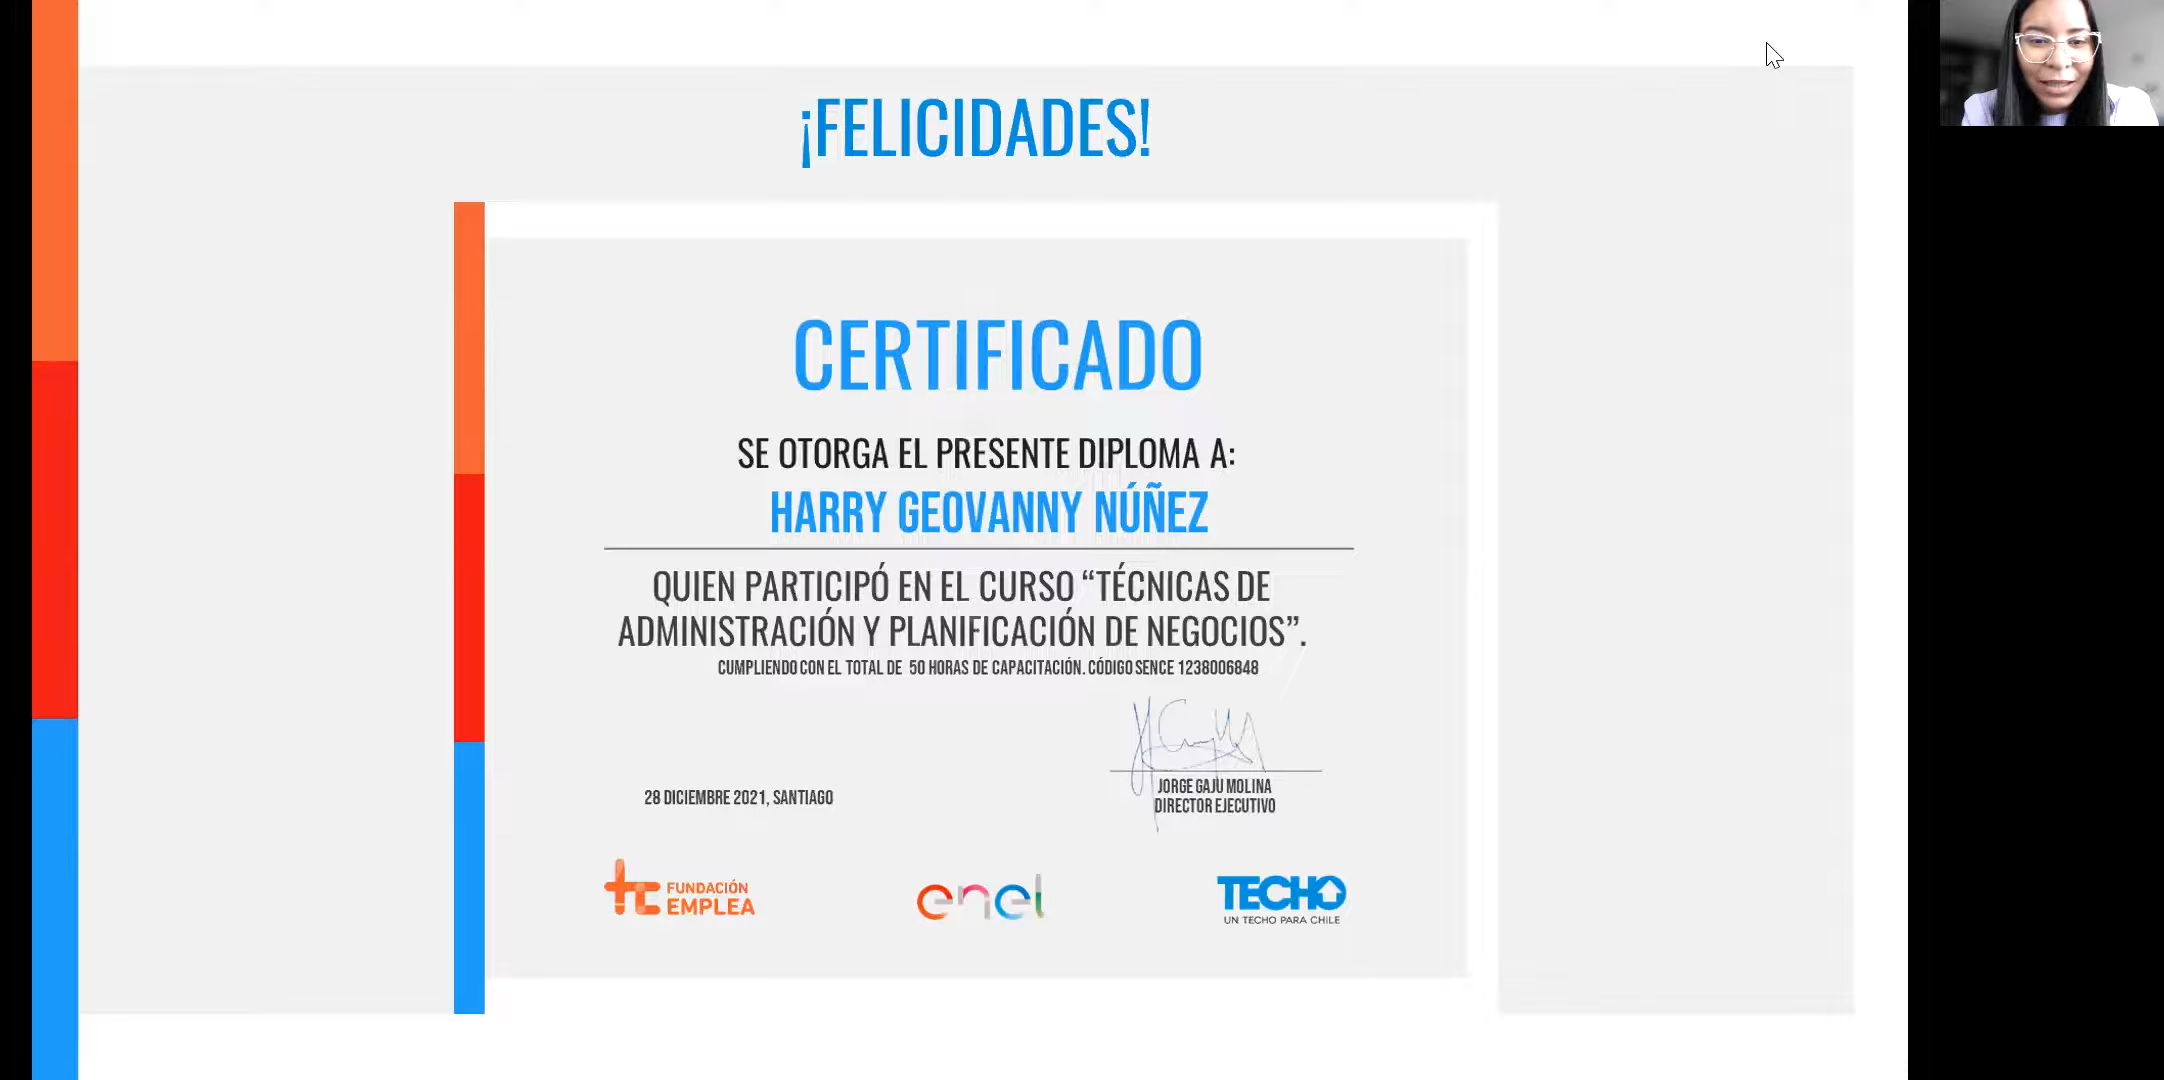 ¡FELICIDADES!
CERTIFICADO
SE OTORGA EL PRESENTE DIPLOMA A:
HARRY GEOVANNY NÚÑEZ
QUIEN PARTICIPÓ EN EL CURSO “TÉCNICAS DE
ADMINISTRACIÓN Y PLANIFICACIÓN DE NEGOCIOS”.
CUMPLIENDO CON EL TOTAL DE 50 HORAS DE CAPACITACIÓN. CÓDIGO SENCE 1238006848
28 DICIEMBRE 2021, SANTIAGO
JORGE GAJU MOLINA
DIRECTOR EJECUTIVO
FUNDACIÓN
EMPLEA
enel
TECHO
UN TECHO PARA CHILE